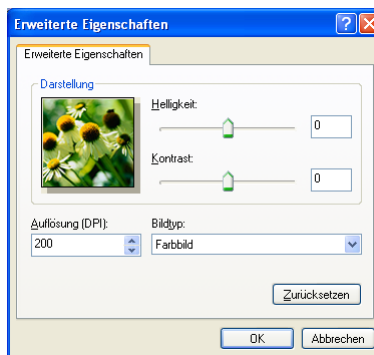 Erweiterte Eigenschaften
Erweiterte Eigenschaften
Darstellung
Helligkeit:
0
Kontrast:
0
Auflösung (DPI):
200
Bildtyp:
Farbbild
Zurücksetzen
OK
Abbrechen